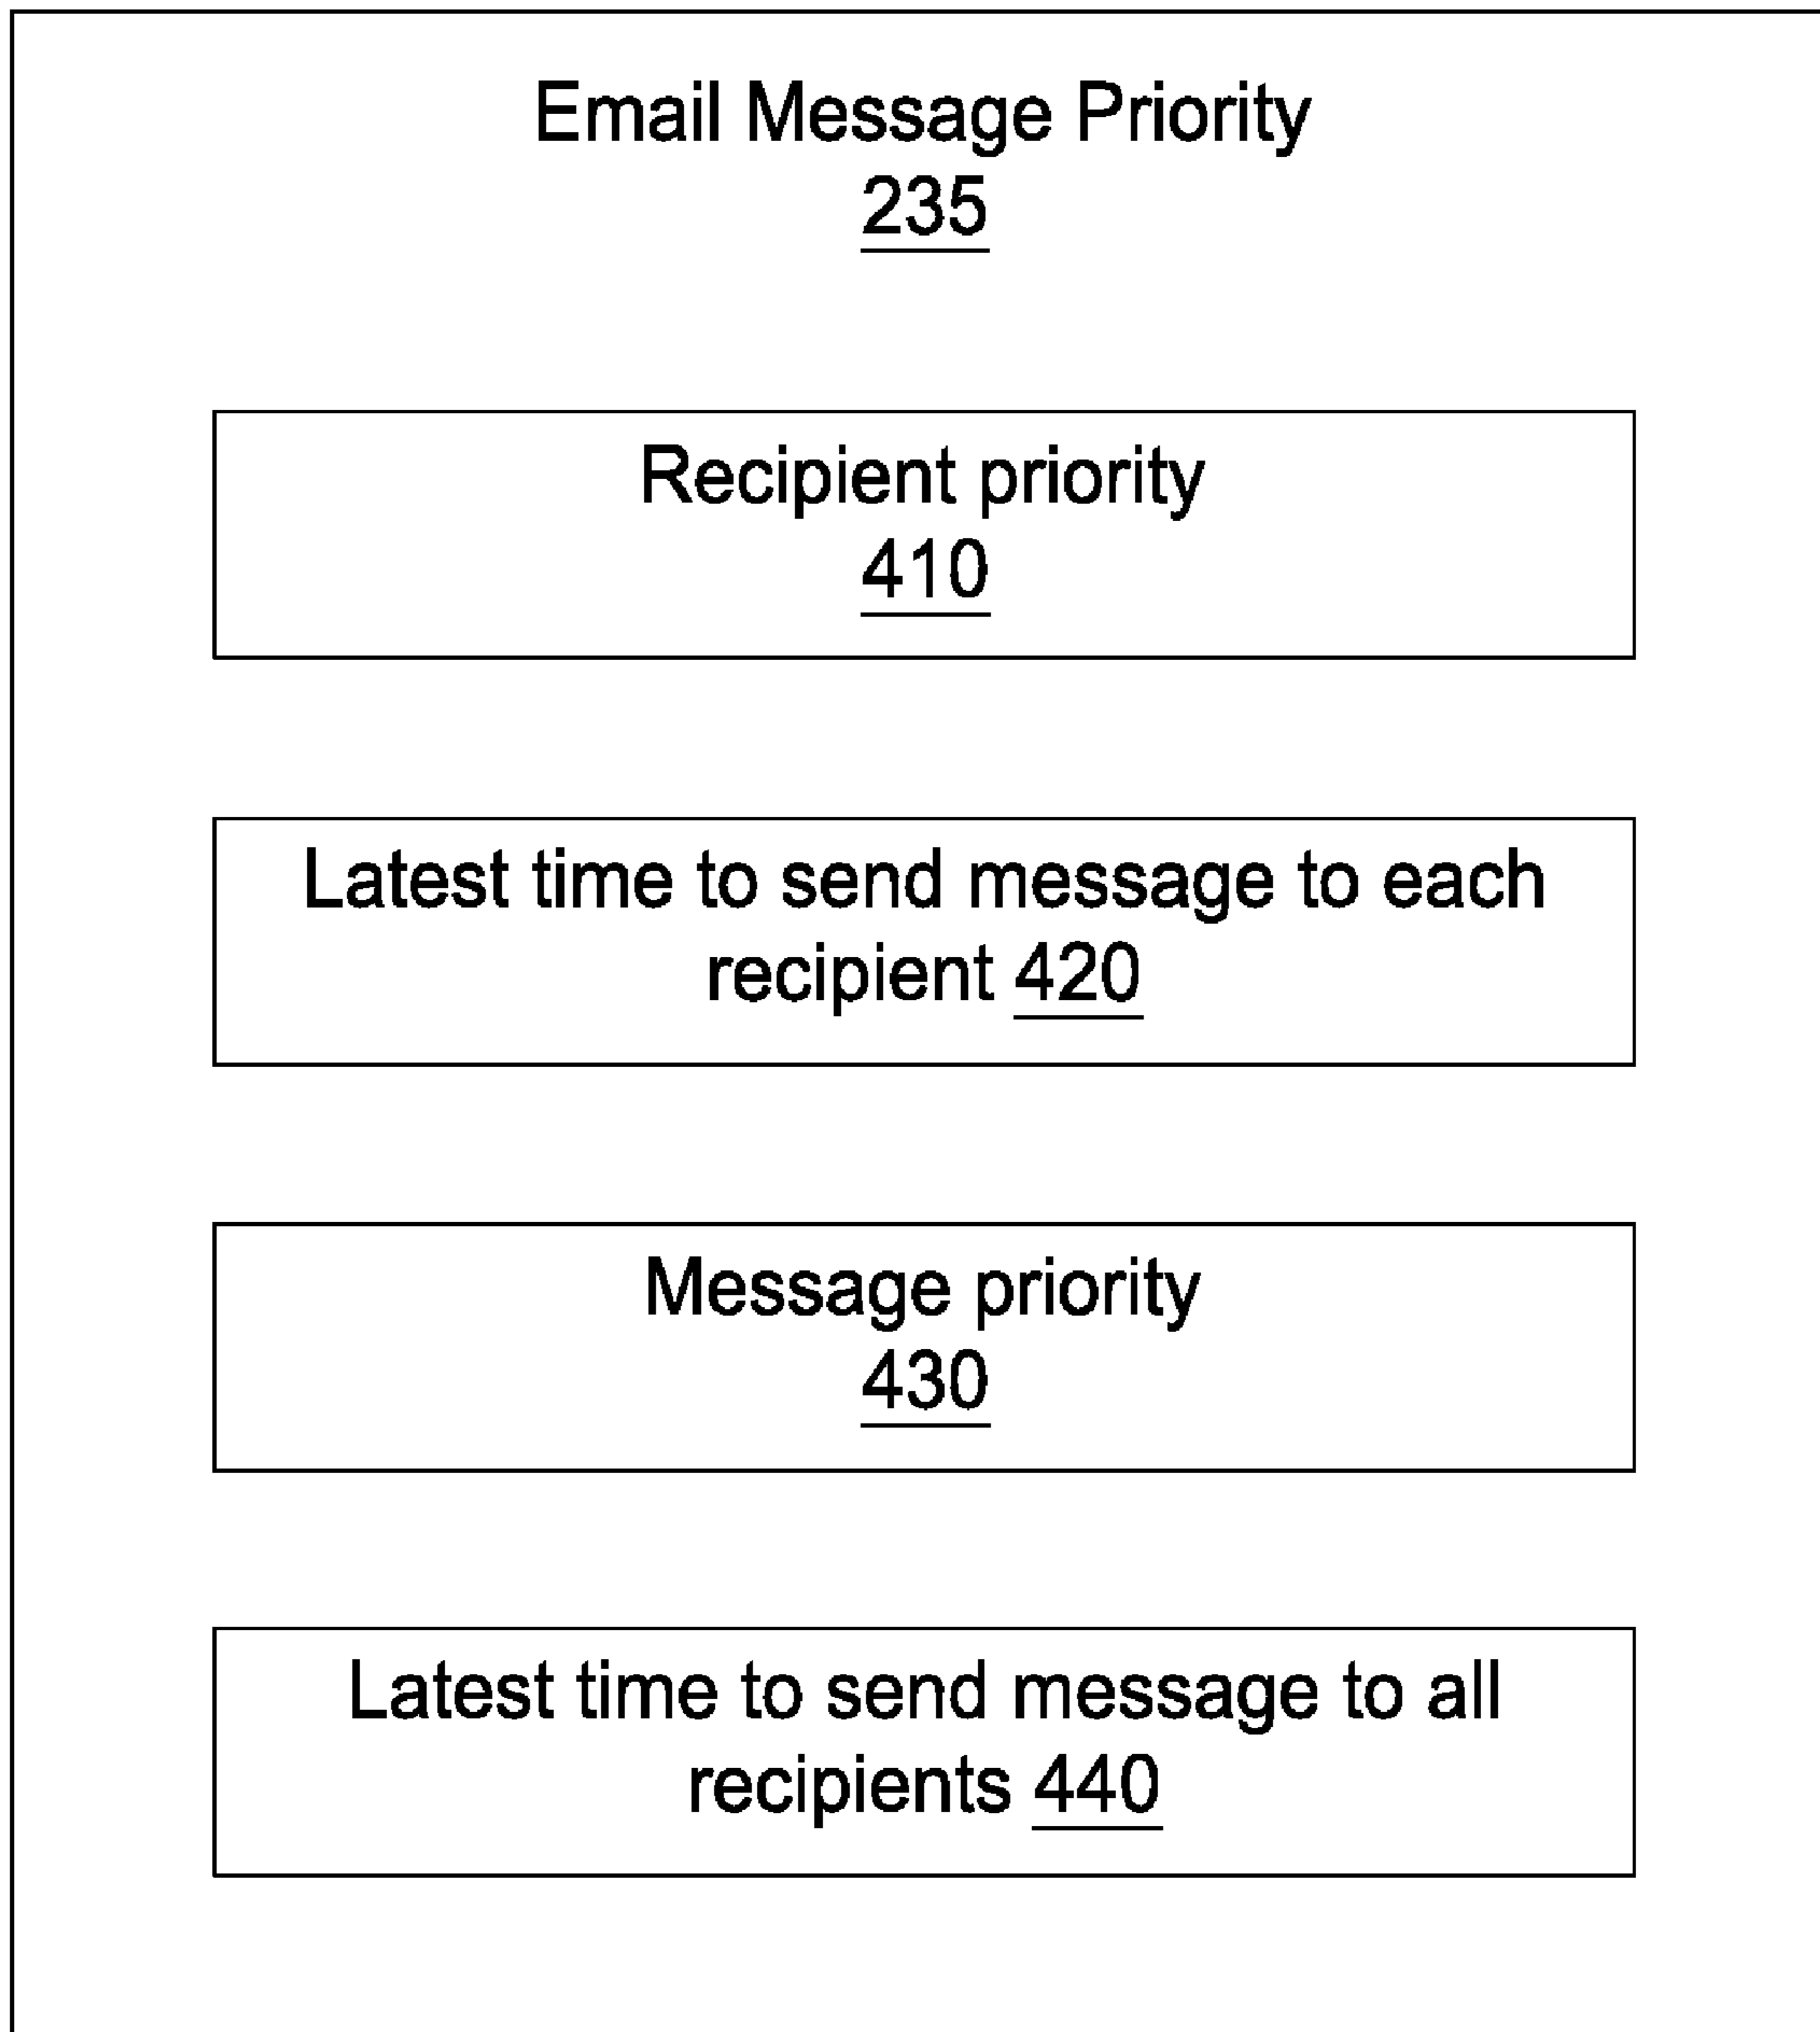 Email Message Priority
235
Recipient priority
410
Latest time to send message to each
recipient 420
Message priority
430
Latest time to send message to all
recipients 440